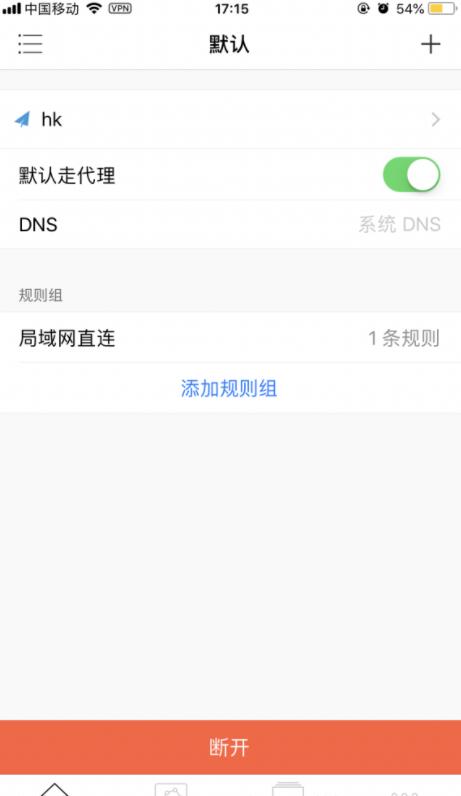 中国移动 VPN 17:15 54%
默认
hk
默认走代理
DNS 系统 DNS
规则组
局域网直连 1 条规则
添加规则组
断开